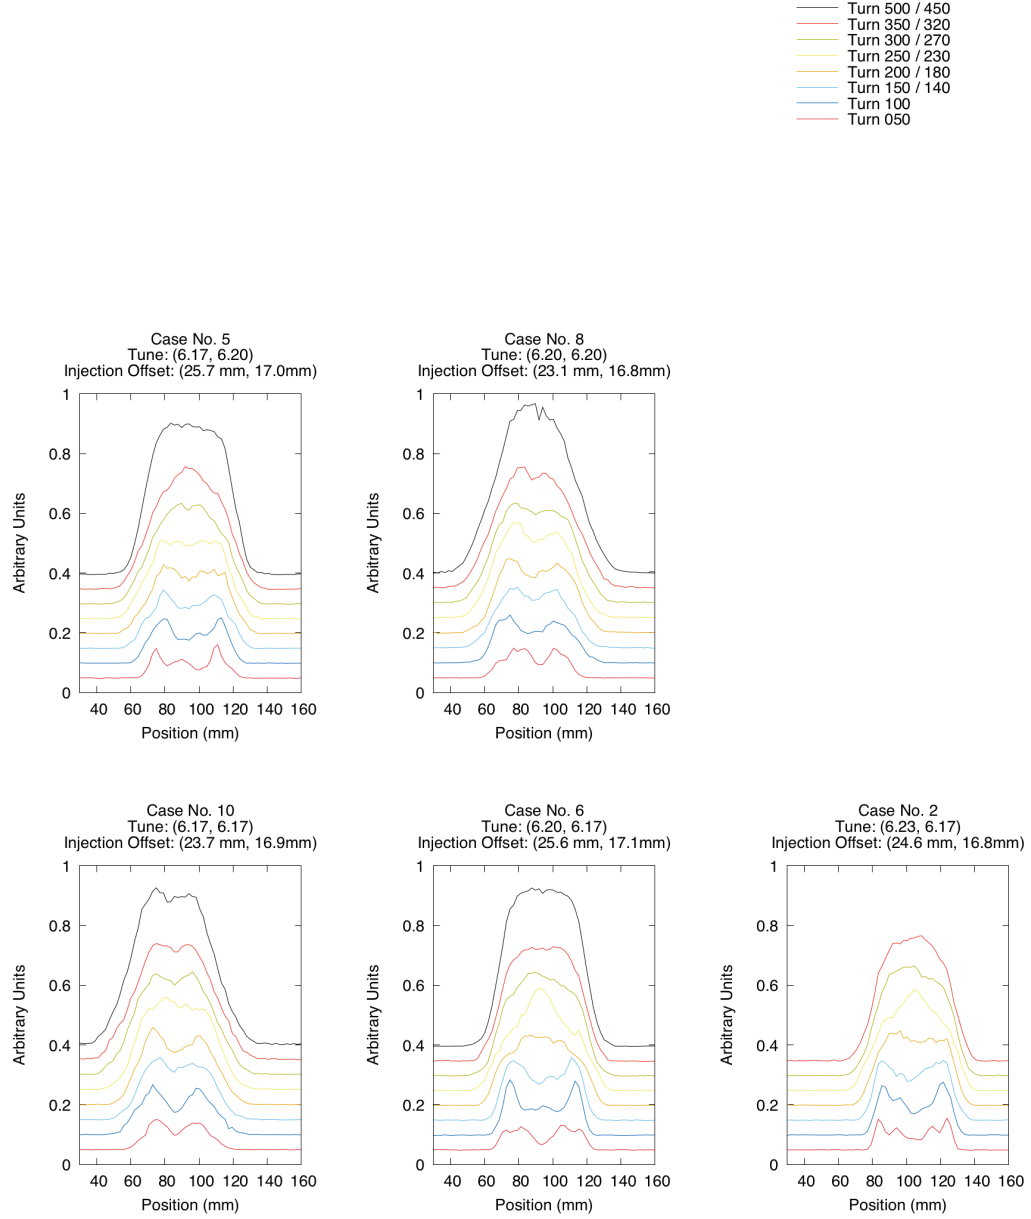 Turn 500 / 450
Turn 350 / 320
Turn 300 / 270
Turn 250 / 230
Turn 200 / 180
Turn 150 / 140
Turn 100
Turn 050
Case No. 5
Tune: (6.17, 6.20)
Injection Offset: (25.7 mm, 17.0mm)
1
0.8
0.6
0.4
0.2
0
Arbitrary Units
40 60 80 100 120 140 160
Position (mm)
Case No. 8
Tune: (6.20, 6.20)
Injection Offset: (23.1 mm, 16.8mm)
1
0.8
0.6
0.4
0.2
0
Arbitrary Units
40 60 80 100 120 140 160
Position (mm)
Case No. 10
Tune: (6.17, 6.17)
Injection Offset: (23.7 mm, 16.9mm)
1
0.8
0.6
0.4
0.2
0
Arbitrary Units
40 60 80 100 120 140 160
Position (mm)
Case No. 6
Tune: (6.20, 6.17)
Injection Offset: (25.6 mm, 17.1mm)
1
0.8
0.6
0.4
0.2
0
Arbitrary Units
40 60 80 100 120 140 160
Position (mm)
Case No. 2
Tune: (6.23, 6.17)
Injection Offset: (24.6 mm, 16.8mm)
1
0.8
0.6
0.4
0.2
0
Arbitrary Units
40 60 80 100 120 140 160
Position (mm)